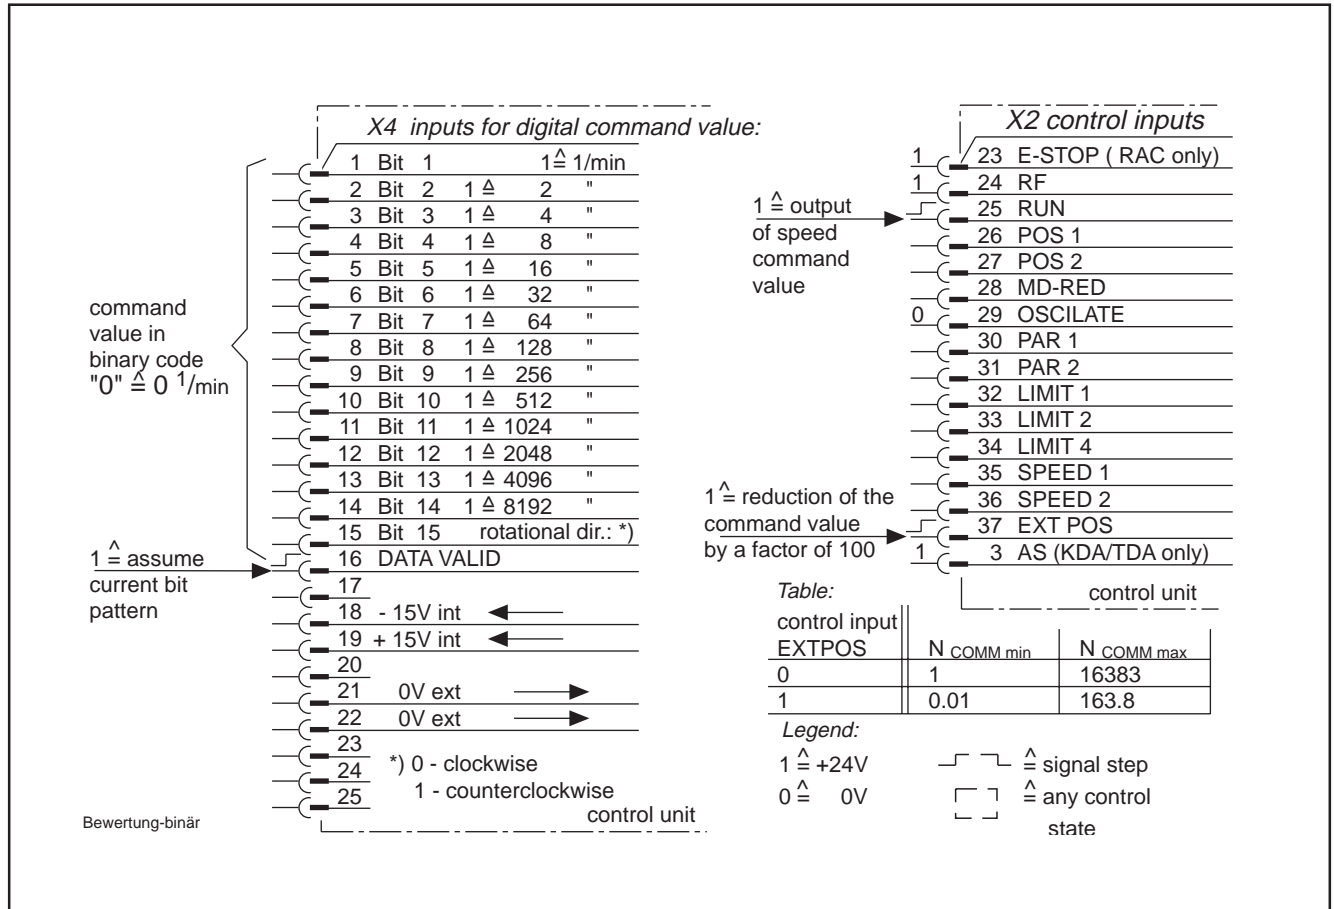 X4 inputs for digital command value:
1 Bit 1 1≙ 1/min
2 Bit 2 1 ≙ 2 "
3 Bit 3 1 ≙ 4 "
4 Bit 4 1 ≙ 8 "
5 Bit 5 1 ≙ 16 "
6 Bit 6 1 ≙ 32 "
7 Bit 7 1 ≙ 64 "
8 Bit 8 1 ≙ 128 "
9 Bit 9 1 ≙ 256 "
10 Bit 10 1 ≙ 512 "
11 Bit 11 1 ≙ 1024 "
12 Bit 12 1 ≙ 2048 "
13 Bit 13 1 ≙ 4096 "
14 Bit 14 1 ≙ 8192 "
15 Bit 15 rotational dir.: *)
16 DATA VALID
17
18 - 15V int
19 + 15V int
20
21 0V ext
22 0V ext
23
24
25
*) 0 - clockwise
1 - counterclockwise
control unit
command
value in
binary code
"0" ≙ 0 1/min
1 ≙ assume
current bit
pattern
Bewertung-binär
X2 control inputs
1 23 E-STOP ( RAC only)
1 24 RF
25 RUN
26 POS 1
27 POS 2
28 MD-RED
0 29 OSCILATE
30 PAR 1
31 PAR 2
32 LIMIT 1
33 LIMIT 2
34 LIMIT 4
35 SPEED 1
36 SPEED 2
37 EXT POS
1 3 AS (KDA/TDA only)
control unit
1 ≙ output
of speed
command
value
1 ≙ reduction of the
command value
by a factor of 100
Table:
control input
EXTPOS N COMM min N COMM max
0 1 16383
1 0.01 163.8
Legend:
1 ≙ +24V
0 ≙ 0V
≙ signal step
≙ any control
state